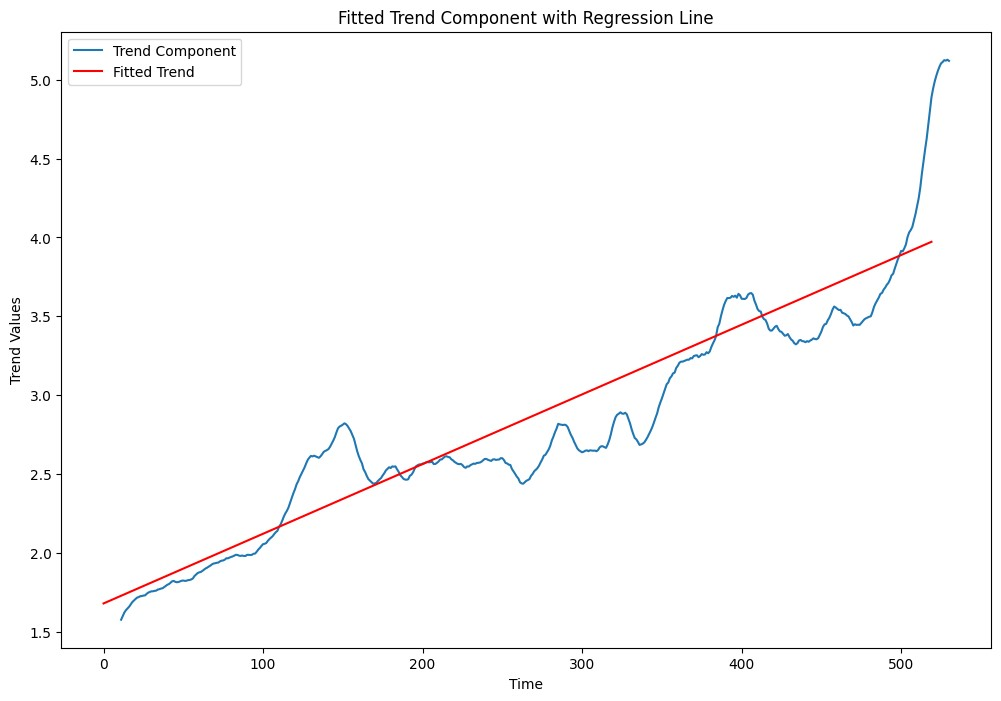 Fitted Trend Component with Regression Line
Trend Component
Fitted Trend
5.0
4.5
4.0
3.5
3.0
2.5
2.0
1.5
Trend Values
0 100 200 300 400 500
Time